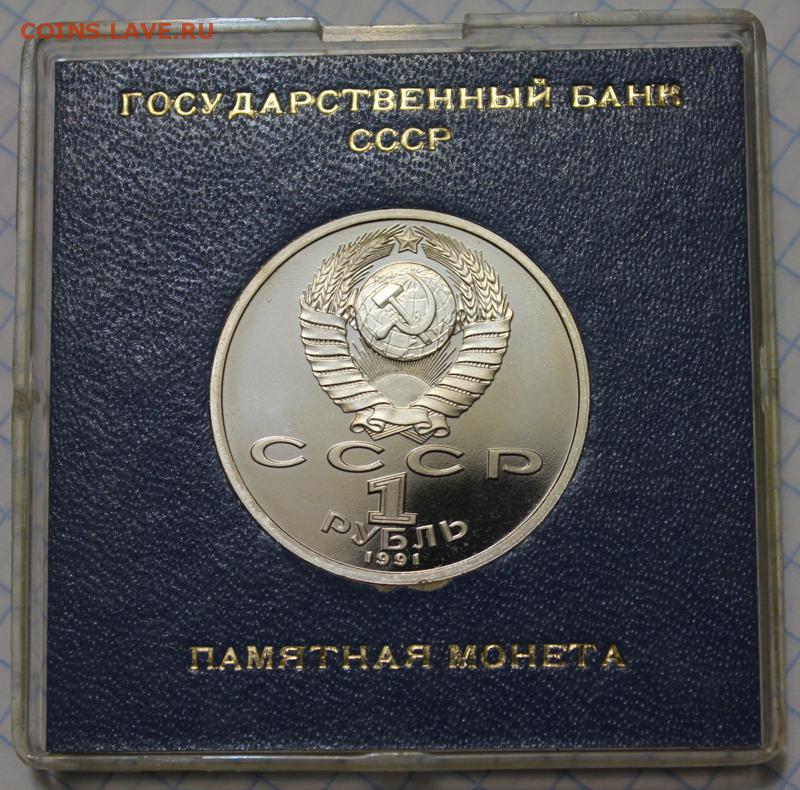 COINS.LAVE.RU
ГОСУДАРСТВЕННЫЙ БАНК
СССР
СССР
1
РУБЛЬ
1991
ПАМЯТНАЯ МОНЕТА